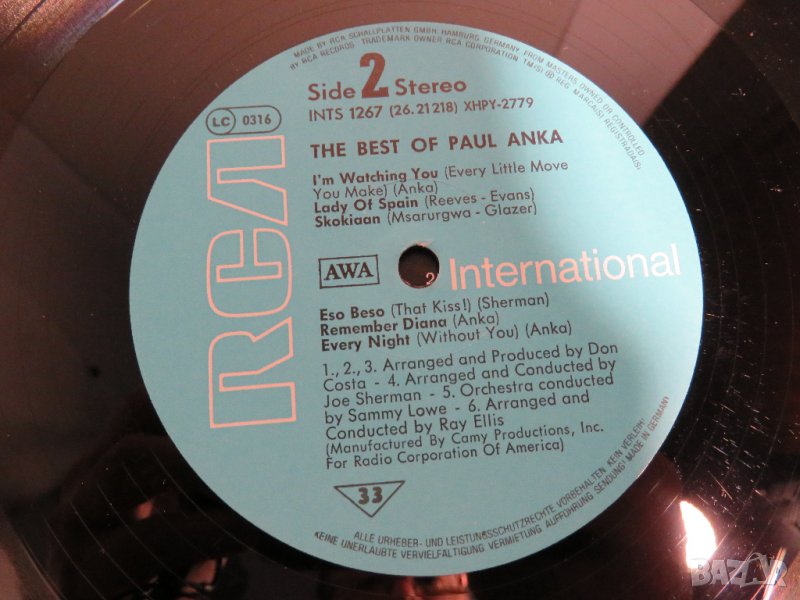 MADE BY RCA SCHALLPLATTEN GMBH, HAMBURG, GERMANY, FROM MASTERS OWNED OR CONTROLLED
BY RCA RECORDS TRADEMARK OWNER RCA CORPORATION TM(S) ® REG. MARCA(S) REGISTRADA(S)
Side 2 Stereo
INTS 1267 (26.21218) XHPY-2779
LC 0316
THE BEST OF PAUL ANKA
I'm Watching You (Every Little Move
You Make) (Anka)
Lady Of Spain (Reeves - Evans)
Skokiaan (Msarurgwa - Glazer)
RCA
AWA
2
International
Eso Beso (That Kiss!) (Sherman)
Remember Diana (Anka)
Every Night (Without You) (Anka)
1., 2., 3. Arranged and Produced by Don
Costa - 4. Arranged and Conducted by
Joe Sherman - 5. Orchestra conducted
by Sammy Lowe - 6. Arranged and
Conducted by Ray Ellis
(Manufactured By Camy Productions, Inc.
For Radio Corporation Of America)
33
ALLE URHEBER- UND LEISTUNGSSCHUTZRECHTE VORBEHALTEN KEIN VERLEIH!
KEINE UNERLAUBTE VERVIELFÄLTIGUNG VERMIETUNG AUFFÜHRUNG SENDUNG! MADE IN GERMANY
BAZAR